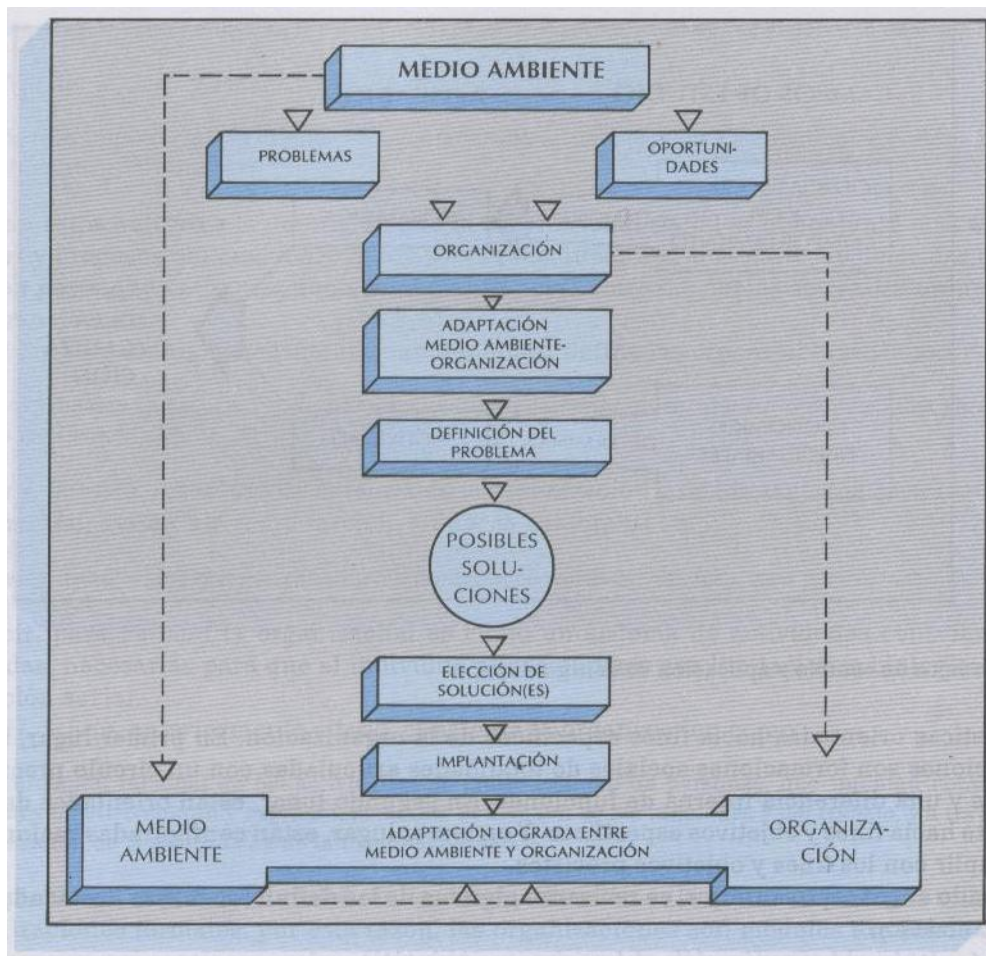 MEDIO AMBIENTE
PROBLEMAS
OPORTUNI-
DADES
ORGANIZACIÓN
ADAPTACIÓN
MEDIO AMBIENTE-
ORGANIZACIÓN
DEFINICIÓN DEL
PROBLEMA
POSIBLES
SOLU-
CIONES
ELECCIÓN DE
SOLUCIÓN(ES)
IMPLANTACIÓN
MEDIO
AMBIENTE
ADAPTACIÓN LOGRADA ENTRE
MEDIO AMBIENTE Y ORGANIZACIÓN
ORGANIZA-
CIÓN